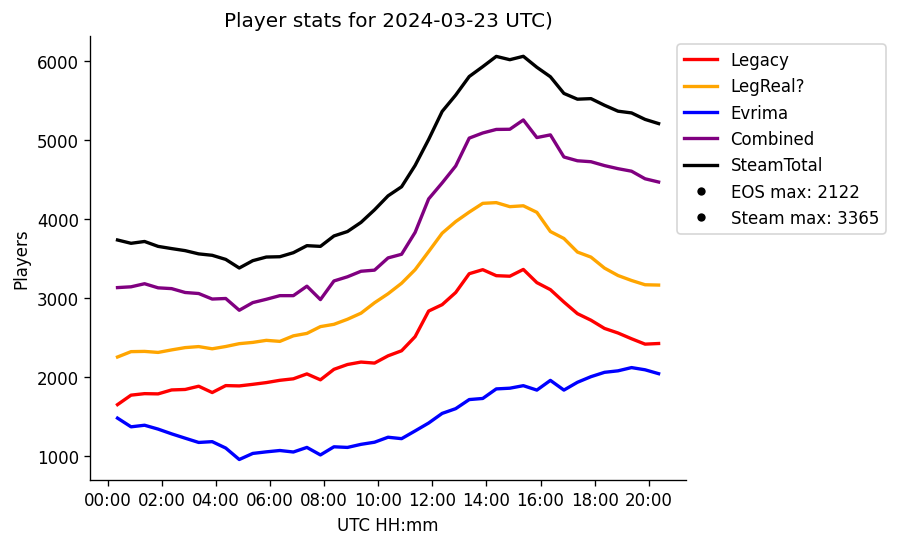 Player stats for 2024-03-23 UTC)
Players
6000
5000
4000
3000
2000
1000
00:00 02:00 04:00 06:00 08:00 10:00 12:00 14:00 16:00 18:00 20:00
UTC HH:mm
Legacy
LegReal?
Evrima
Combined
SteamTotal
EOS max: 2122
Steam max: 3365